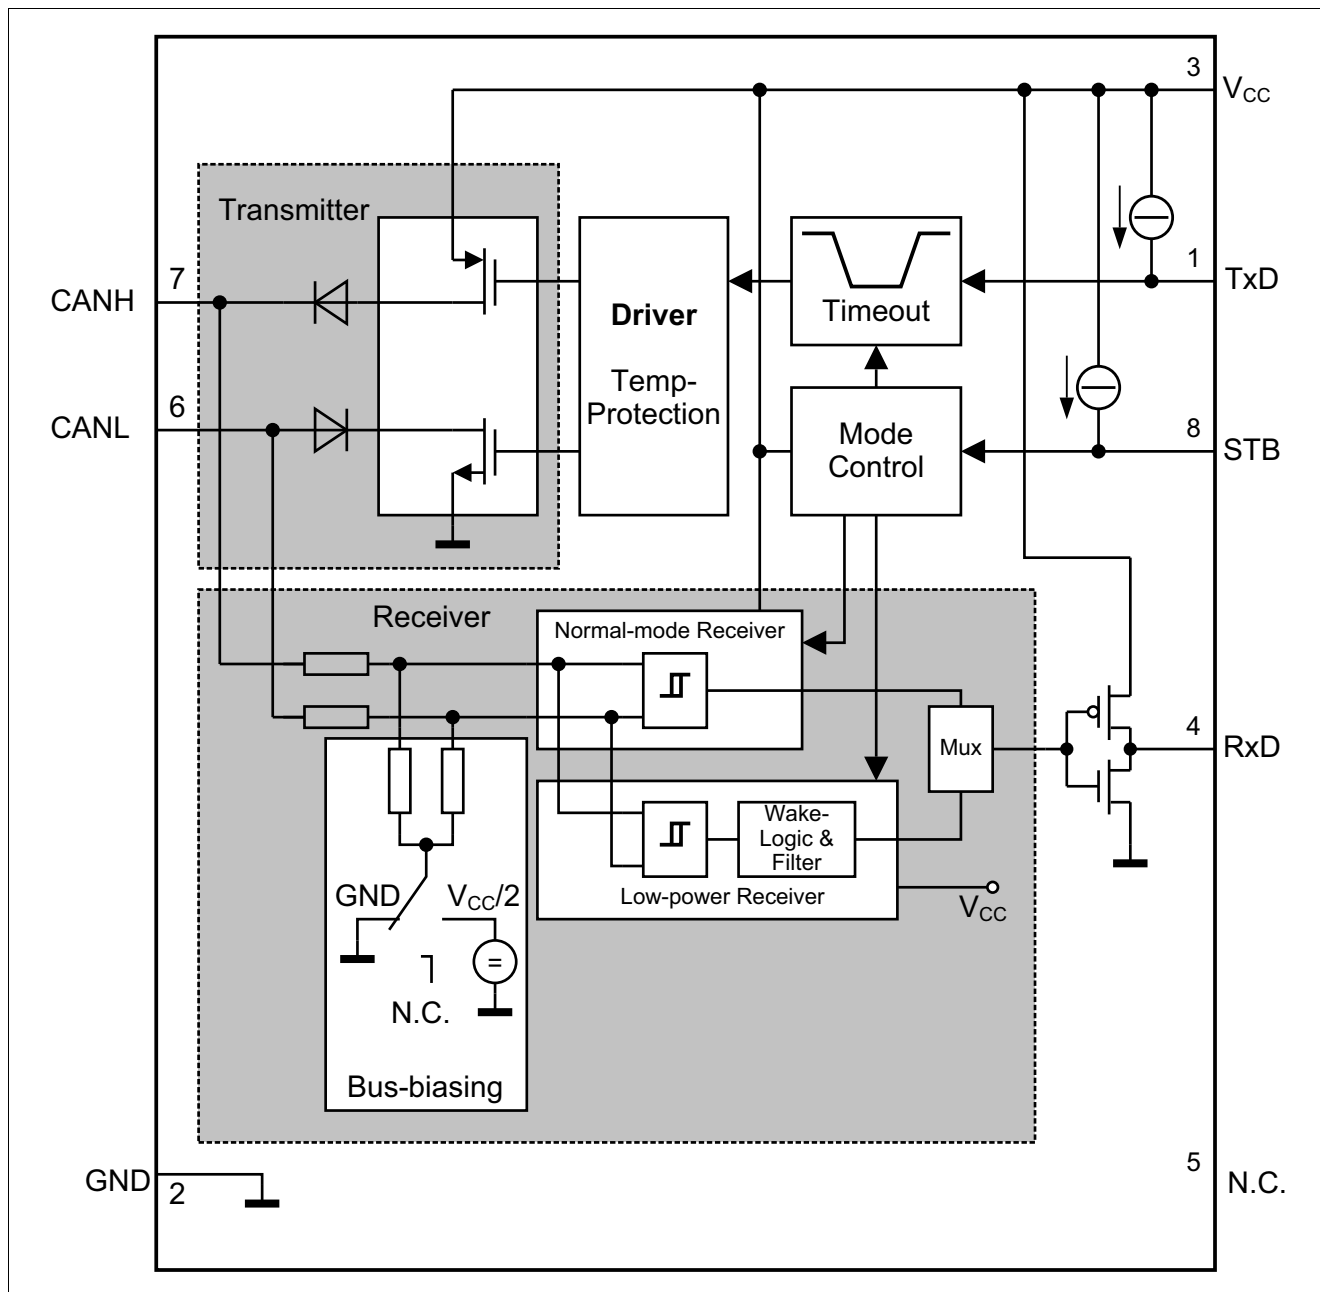 3
VCC
Transmitter
7
CANH
Driver
Temp-
Protection
Timeout
1
TxD
6
CANL
Mode
Control
8
STB
Receiver
Normal-mode Receiver
Mux
4
RxD
Wake-
Logic &
Filter
Low-power Receiver
VCC
GND
VCC/2
=
N.C.
Bus-biasing
GND
2
5
N.C.